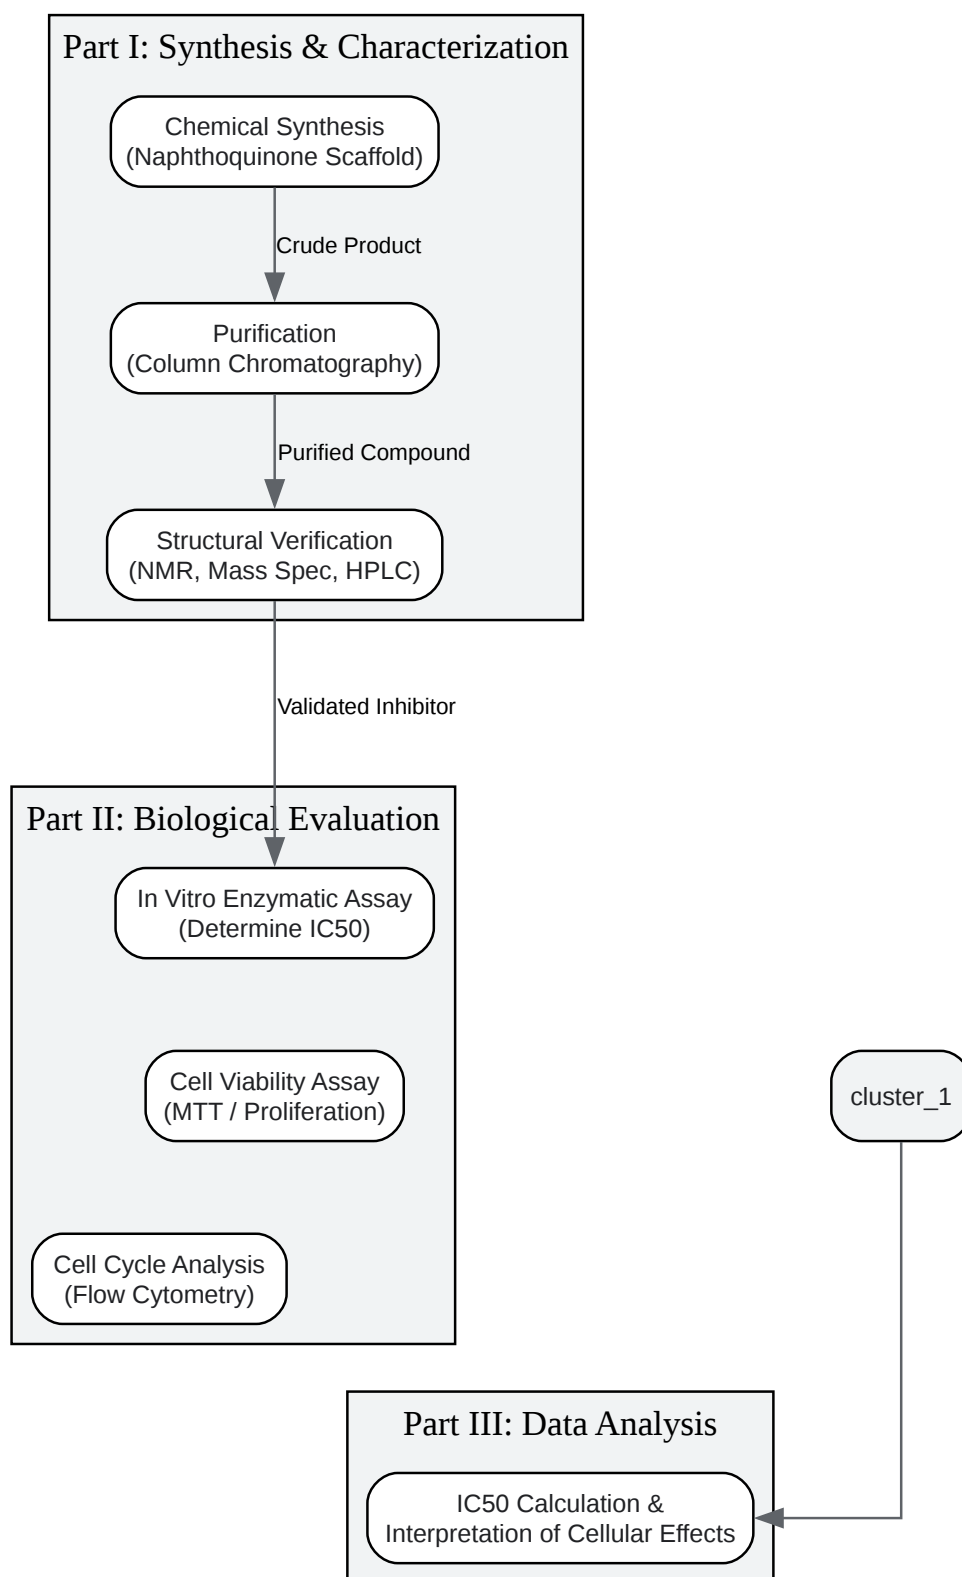 Part I: Synthesis & Characterization
Chemical Synthesis
(Naphthoquinone Scaffold)
Crude Product
Purification
(Column Chromatography)
Purified Compound
Structural Verification
(NMR, Mass Spec, HPLC)
Validated Inhibitor
Part II: Biological Evaluation
In Vitro Enzymatic Assay
(Determine IC50)
Cell Viability Assay
(MTT / Proliferation)
cluster_1
Cell Cycle Analysis
(Flow Cytometry)
Part III: Data Analysis
IC50 Calculation &
Interpretation of Cellular Effects